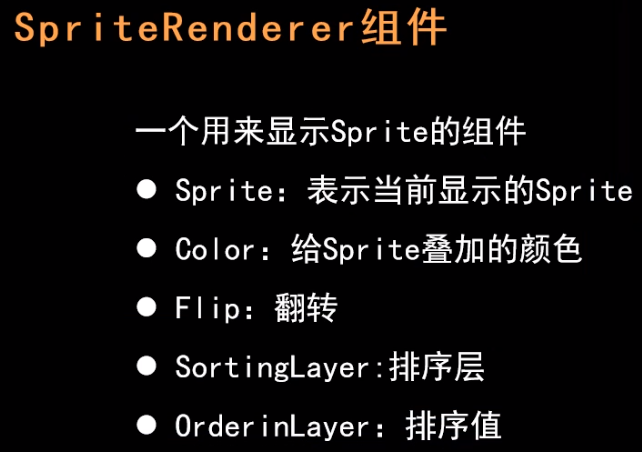 SpriteRenderer组件
一个用来显示Sprite的组件
● Sprite：表示当前显示的Sprite
● Color：给Sprite叠加的颜色
● Flip：翻转
● SortingLayer:排序层
● OrderinLayer：排序值